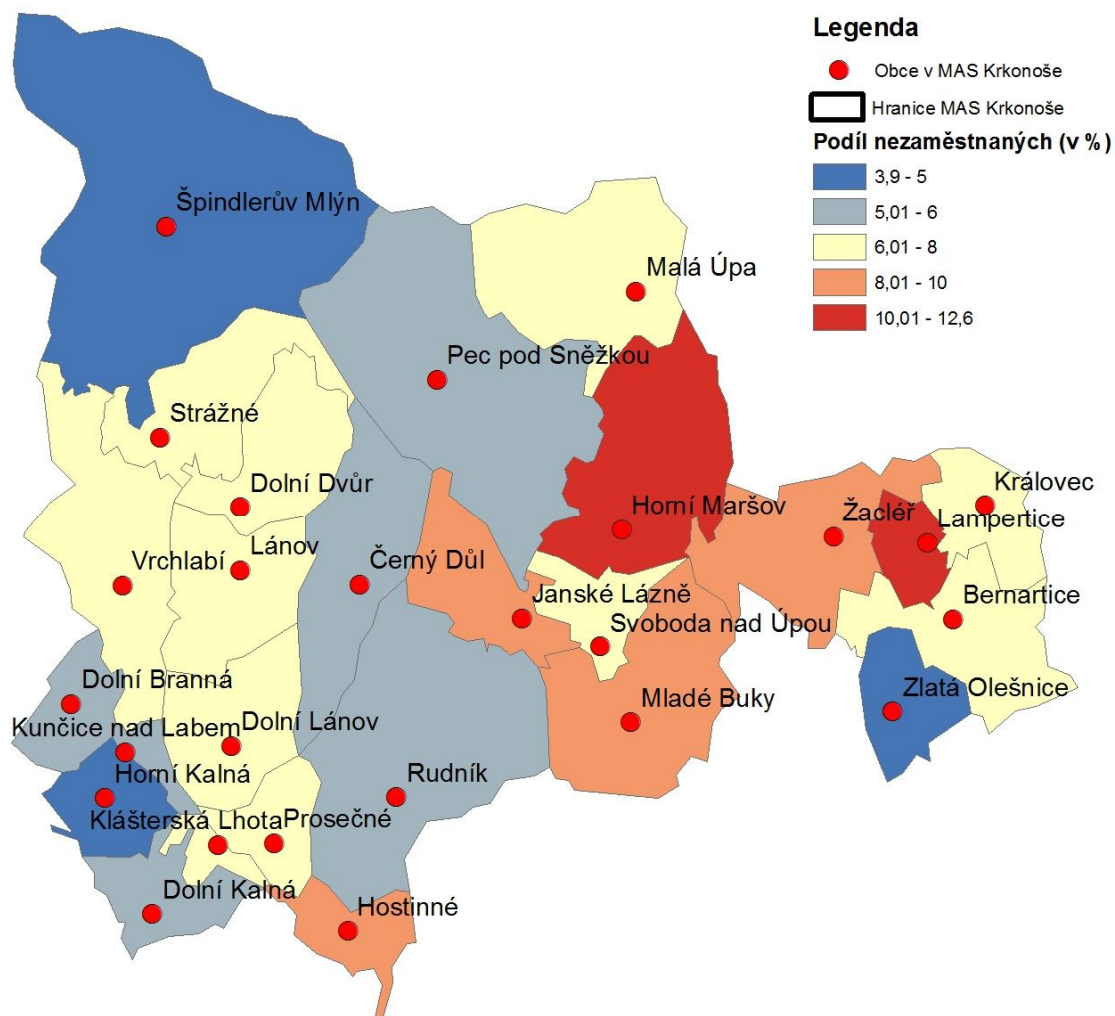 Legenda
Obce v MAS Krkonoše
Hranice MAS Krkonoše
Podíl nezaměstnaných (v %)
3,9 - 5
5,01 - 6
6,01 - 8
8,01 - 10
10,01 - 12,6
Špindlerův Mlýn
Malá Úpa
Pec pod Sněžkou
Strážné
Dolní Dvůr
Královec
Horní Maršov
Žacléř
Lampertice
Lánov
Vrchlabí
Černý Důl
Janské Lázně
Bernartice
Svoboda nad Úpou
Dolní Branná
Zlatá Olešnice
Mladé Buky
Kunčice nad Labem
Dolní Lánov
Horní Kalná
Rudník
Klášterská Lhota
Prosečné
Dolní Kalná
Hostinné